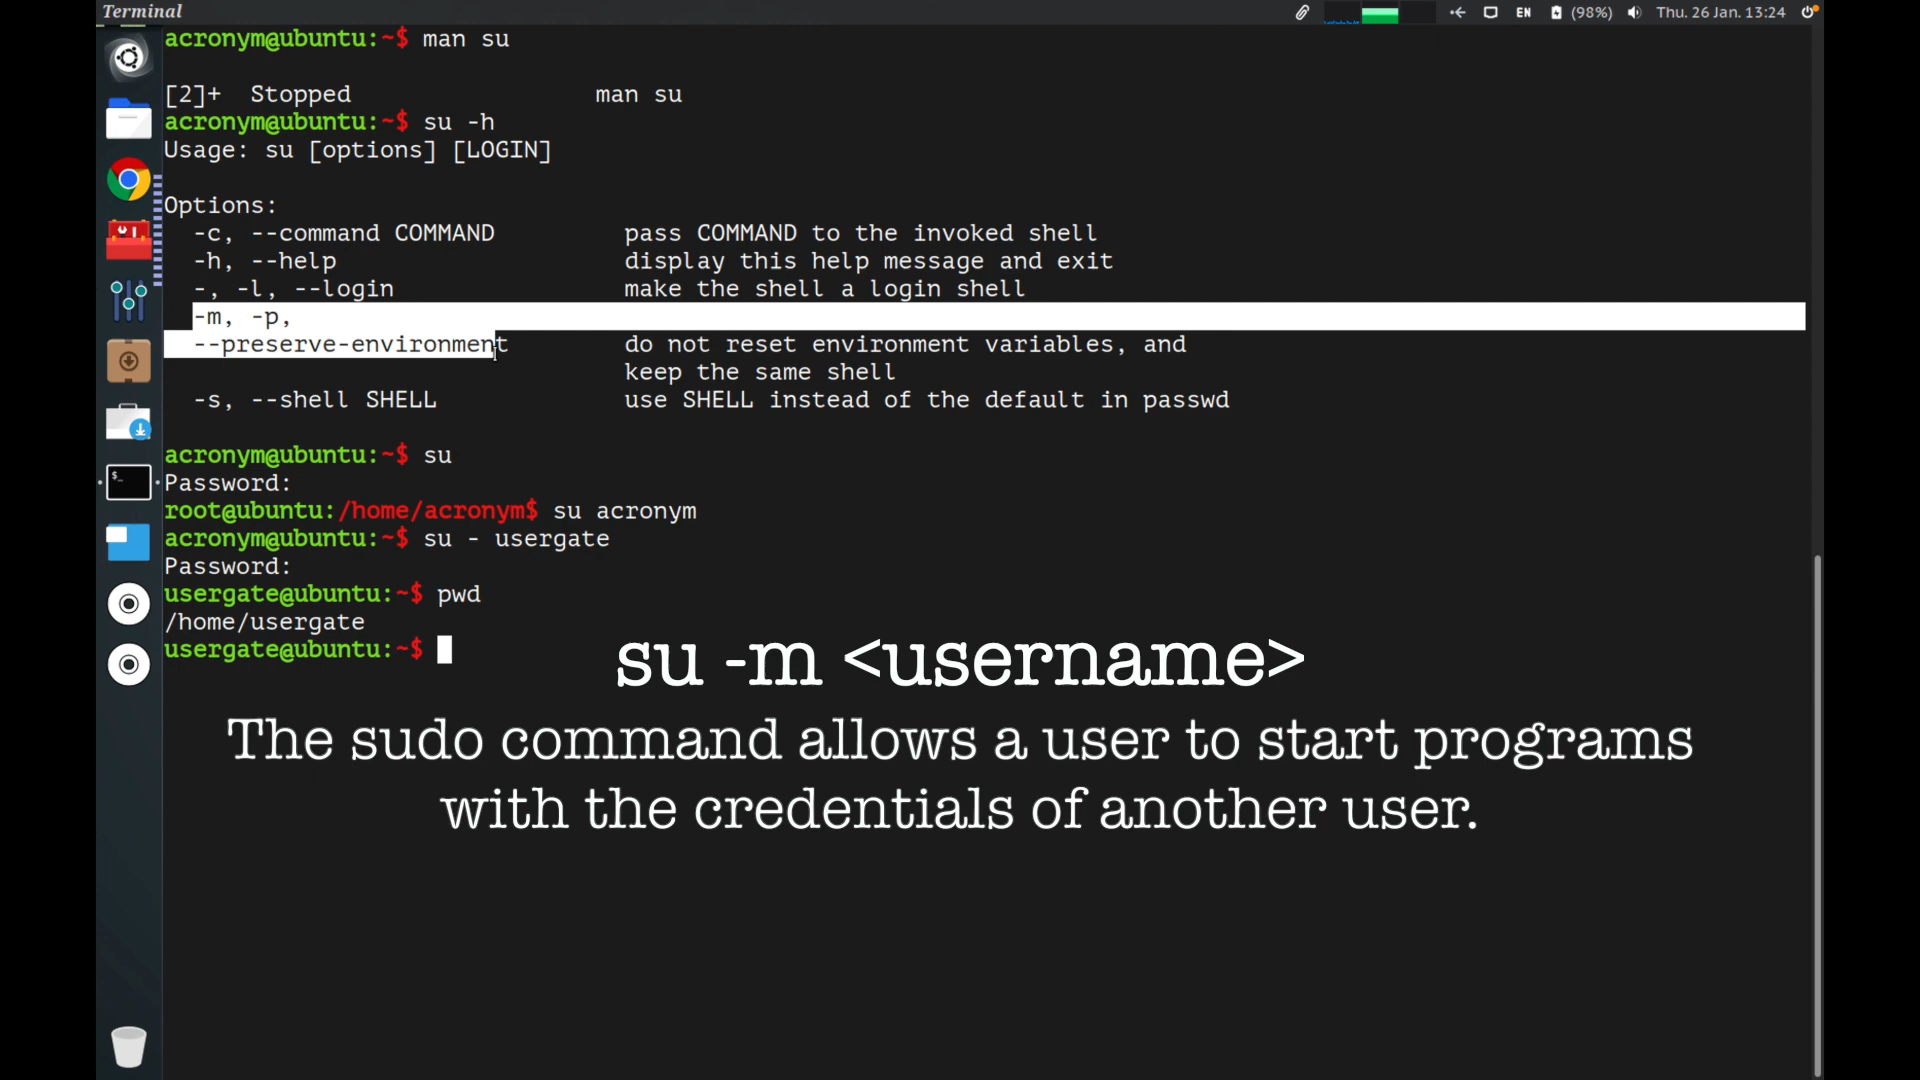 Terminal
EN (98%) Thu. 26 Jan. 13:24
acronym@ubuntu:~$ man su
[2]+ Stopped man su
acronym@ubuntu:~$ su -h
Usage: su [options] [LOGIN]
Options:
-c, --command COMMAND pass COMMAND to the invoked shell
-h, --help display this help message and exit
-, -l, --login make the shell a login shell
-m, -p,
--preserve-environment do not reset environment variables, and
keep the same shell
-s, --shell SHELL use SHELL instead of the default in passwd
acronym@ubuntu:~$ su
Password:
root@ubuntu:/home/acronym$ su acronym
acronym@ubuntu:~$ su - usergate
Password:
usergate@ubuntu:~$ pwd
/home/usergate
usergate@ubuntu:~$
su -m <username>
The sudo command allows a user to start programs
with the credentials of another user.